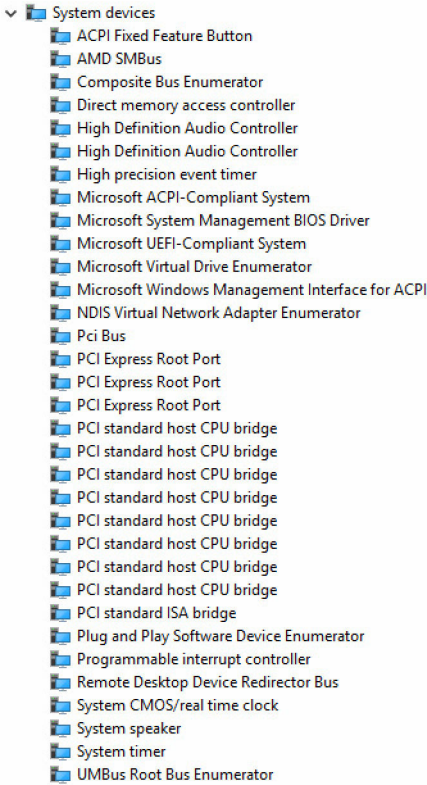 System devices
ACPI Fixed Feature Button
AMD SMBus
Composite Bus Enumerator
Direct memory access controller
High Definition Audio Controller
High Definition Audio Controller
High precision event timer
Microsoft ACPI-Compliant System
Microsoft System Management BIOS Driver
Microsoft UEFI-Compliant System
Microsoft Virtual Drive Enumerator
Microsoft Windows Management Interface for ACPI
NDIS Virtual Network Adapter Enumerator
Pci Bus
PCI Express Root Port
PCI Express Root Port
PCI Express Root Port
PCI standard host CPU bridge
PCI standard host CPU bridge
PCI standard host CPU bridge
PCI standard host CPU bridge
PCI standard host CPU bridge
PCI standard host CPU bridge
PCI standard host CPU bridge
PCI standard host CPU bridge
PCI standard ISA bridge
Plug and Play Software Device Enumerator
Programmable interrupt controller
Remote Desktop Device Redirector Bus
System CMOS/real time clock
System speaker
System timer
UMBus Root Bus Enumerator